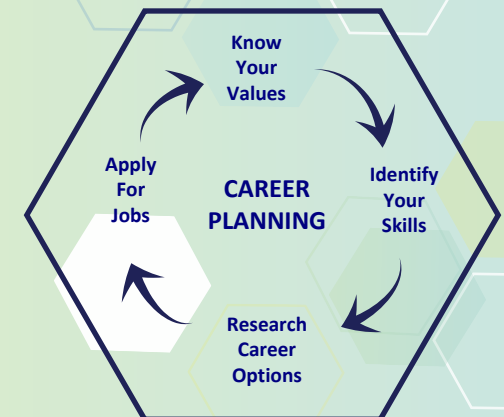 Know
Your
Values
Identify
Your
Skills
Research
Career
Options
Apply
For
Jobs
CAREER
PLANNING